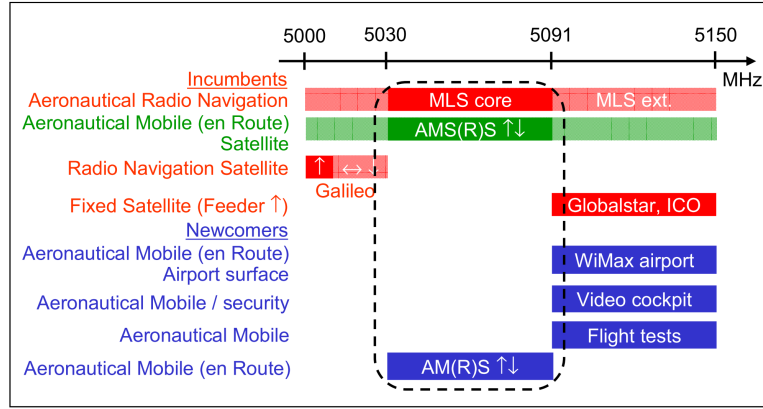 5000 5030 5091 5150
MHz
Incumbents
Aeronautical Radio Navigation MLS core MLS ext.
Aeronautical Mobile (en Route) Satellite AMS(R)S ↑↓
Radio Navigation Satellite ↑ ↔
Galileo
Fixed Satellite (Feeder ↑) Globalstar, ICO
Newcomers
Aeronautical Mobile (en Route)
Airport surface WiMax airport
Aeronautical Mobile / security Video cockpit
Aeronautical Mobile Flight tests
Aeronautical Mobile (en Route) AM(R)S ↑↓